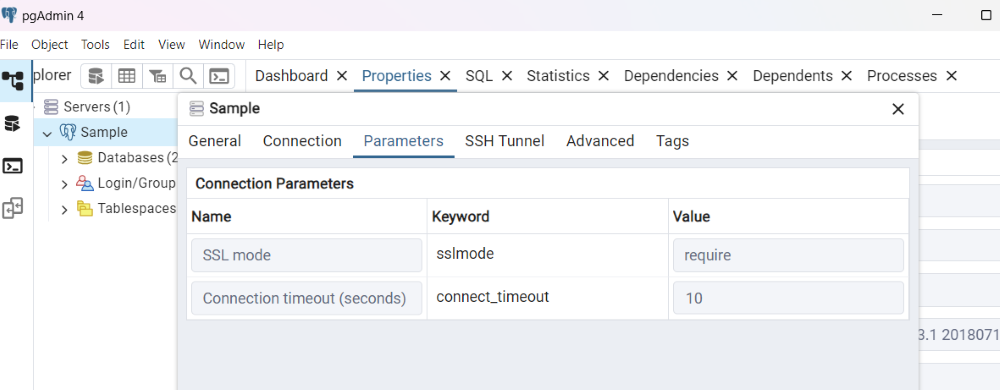 pgAdmin 4
File Object Tools Edit View Window Help
plorer Dashboard Properties SQL Statistics Dependencies Dependents Processes
Servers (1)
Sample
Sample
General Connection Parameters SSH Tunnel Advanced Tags
Databases (2
Login/Group
Tablespaces
Connection Parameters
Name Keyword Value
SSL mode sslmode require
Connection timeout (seconds) connect_timeout 10
3.1 2018071